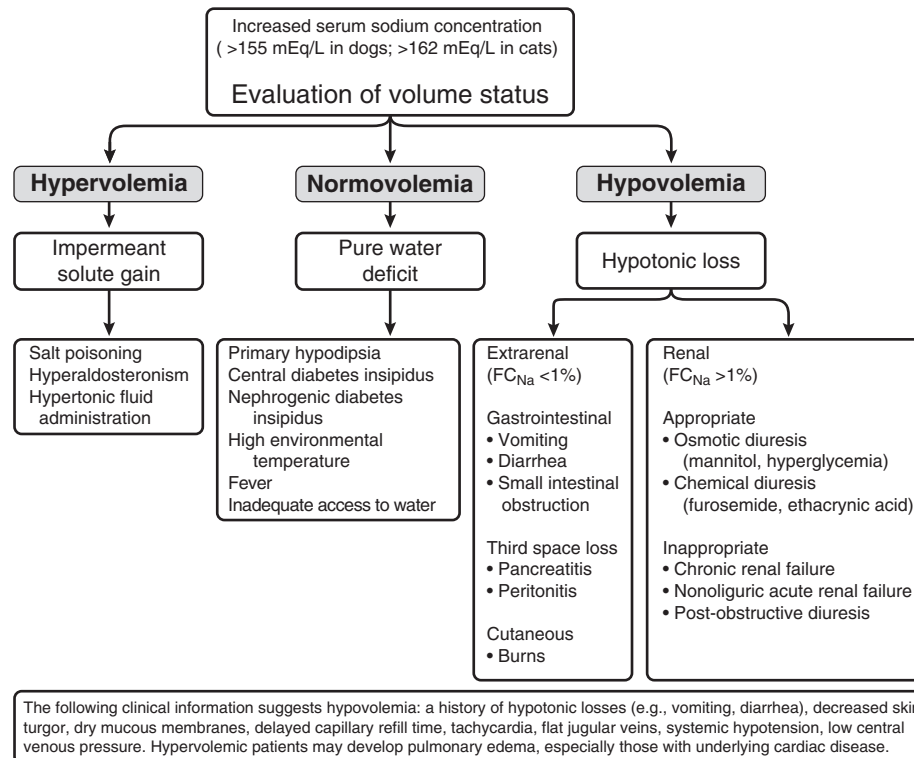 Increased serum sodium concentration
( >155 mEq/L in dogs; >162 mEq/L in cats)
Evaluation of volume status
Hypervolemia
Normovolemia
Hypovolemia
Impermeant
solute gain
Pure water
deficit
Hypotonic loss
Salt poisoning
Hyperaldosteronism
Hypertonic fluid
administration
Primary hypodipsia
Central diabetes insipidus
Nephrogenic diabetes
insipidus
High environmental
temperature
Fever
Inadequate access to water
Extrarenal
(FCNa <1%)
Gastrointestinal
• Vomiting
• Diarrhea
• Small intestinal
obstruction
Third space loss
• Pancreatitis
• Peritonitis
Cutaneous
• Burns
Renal
(FCNa >1%)
Appropriate
• Osmotic diuresis
(mannitol, hyperglycemia)
• Chemical diuresis
(furosemide, ethacrynic acid)
Inappropriate
• Chronic renal failure
• Nonoliguric acute renal failure
• Post-obstructive diuresis
The following clinical information suggests hypovolemia: a history of hypotonic losses (e.g., vomiting, diarrhea), decreased skin
turgor, dry mucous membranes, delayed capillary refill time, tachycardia, flat jugular veins, systemic hypotension, low central
venous pressure. Hypervolemic patients may develop pulmonary edema, especially those with underlying cardiac disease.